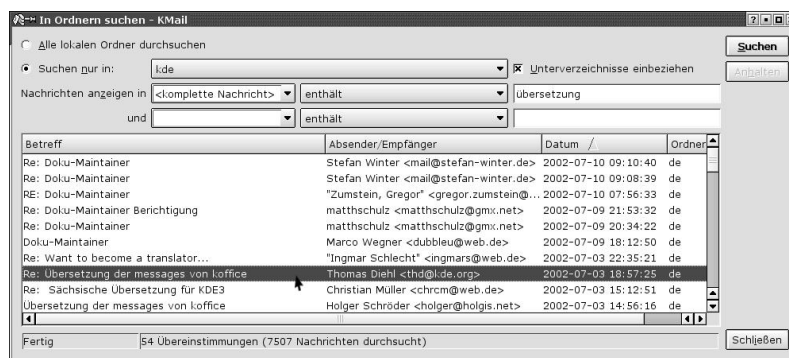 In Ordnern suchen - KMail
Alle lokalen Ordner durchsuchen
Suchen
Suchen nur in: kde Unterverzeichnisse einbeziehen
Anhalten
Nachrichten anzeigen in <komplette Nachricht> enthält übersetzung
und enthält
Betreff Absender/Empfänger Datum Ordner
Re: Doku-Maintainer Stefan Winter <mail@stefan-winter.de> 2002-07-10 09:10:40 de
Re: Doku-Maintainer Stefan Winter <mail@stefan-winter.de> 2002-07-10 09:08:39 de
RE: Doku-Maintainer "Zumstein, Gregor" <gregor.zumstein@... 2002-07-10 07:56:33 de
Re: Doku-Maintainer Berichtigung matthschulz <matthschulz@gmx.net> 2002-07-09 21:53:32 de
Re: Doku-Maintainer matthschulz <matthschulz@gmx.net> 2002-07-09 20:34:22 de
Doku-Maintainer Marco Wegner <dubbleu@web.de> 2002-07-09 18:12:50 de
Re: Want to become a translator... "Ingmar Schlecht" <ingmars@web.de> 2002-07-03 22:35:21 de
Re: Übersetzung der messages von koffice Thomas Diehl <thd@kde.org> 2002-07-03 18:57:25 de
Re: Sächsische Übersetzung für KDE3 Christian Müller <chrcm@web.de> 2002-07-03 15:12:51 de
Übersetzung der messages von koffice Holger Schröder <holger@holgis.net> 2002-07-03 14:56:16 de
Fertig 54 Übereinstimmungen (7507 Nachrichten durchsucht) Schließen